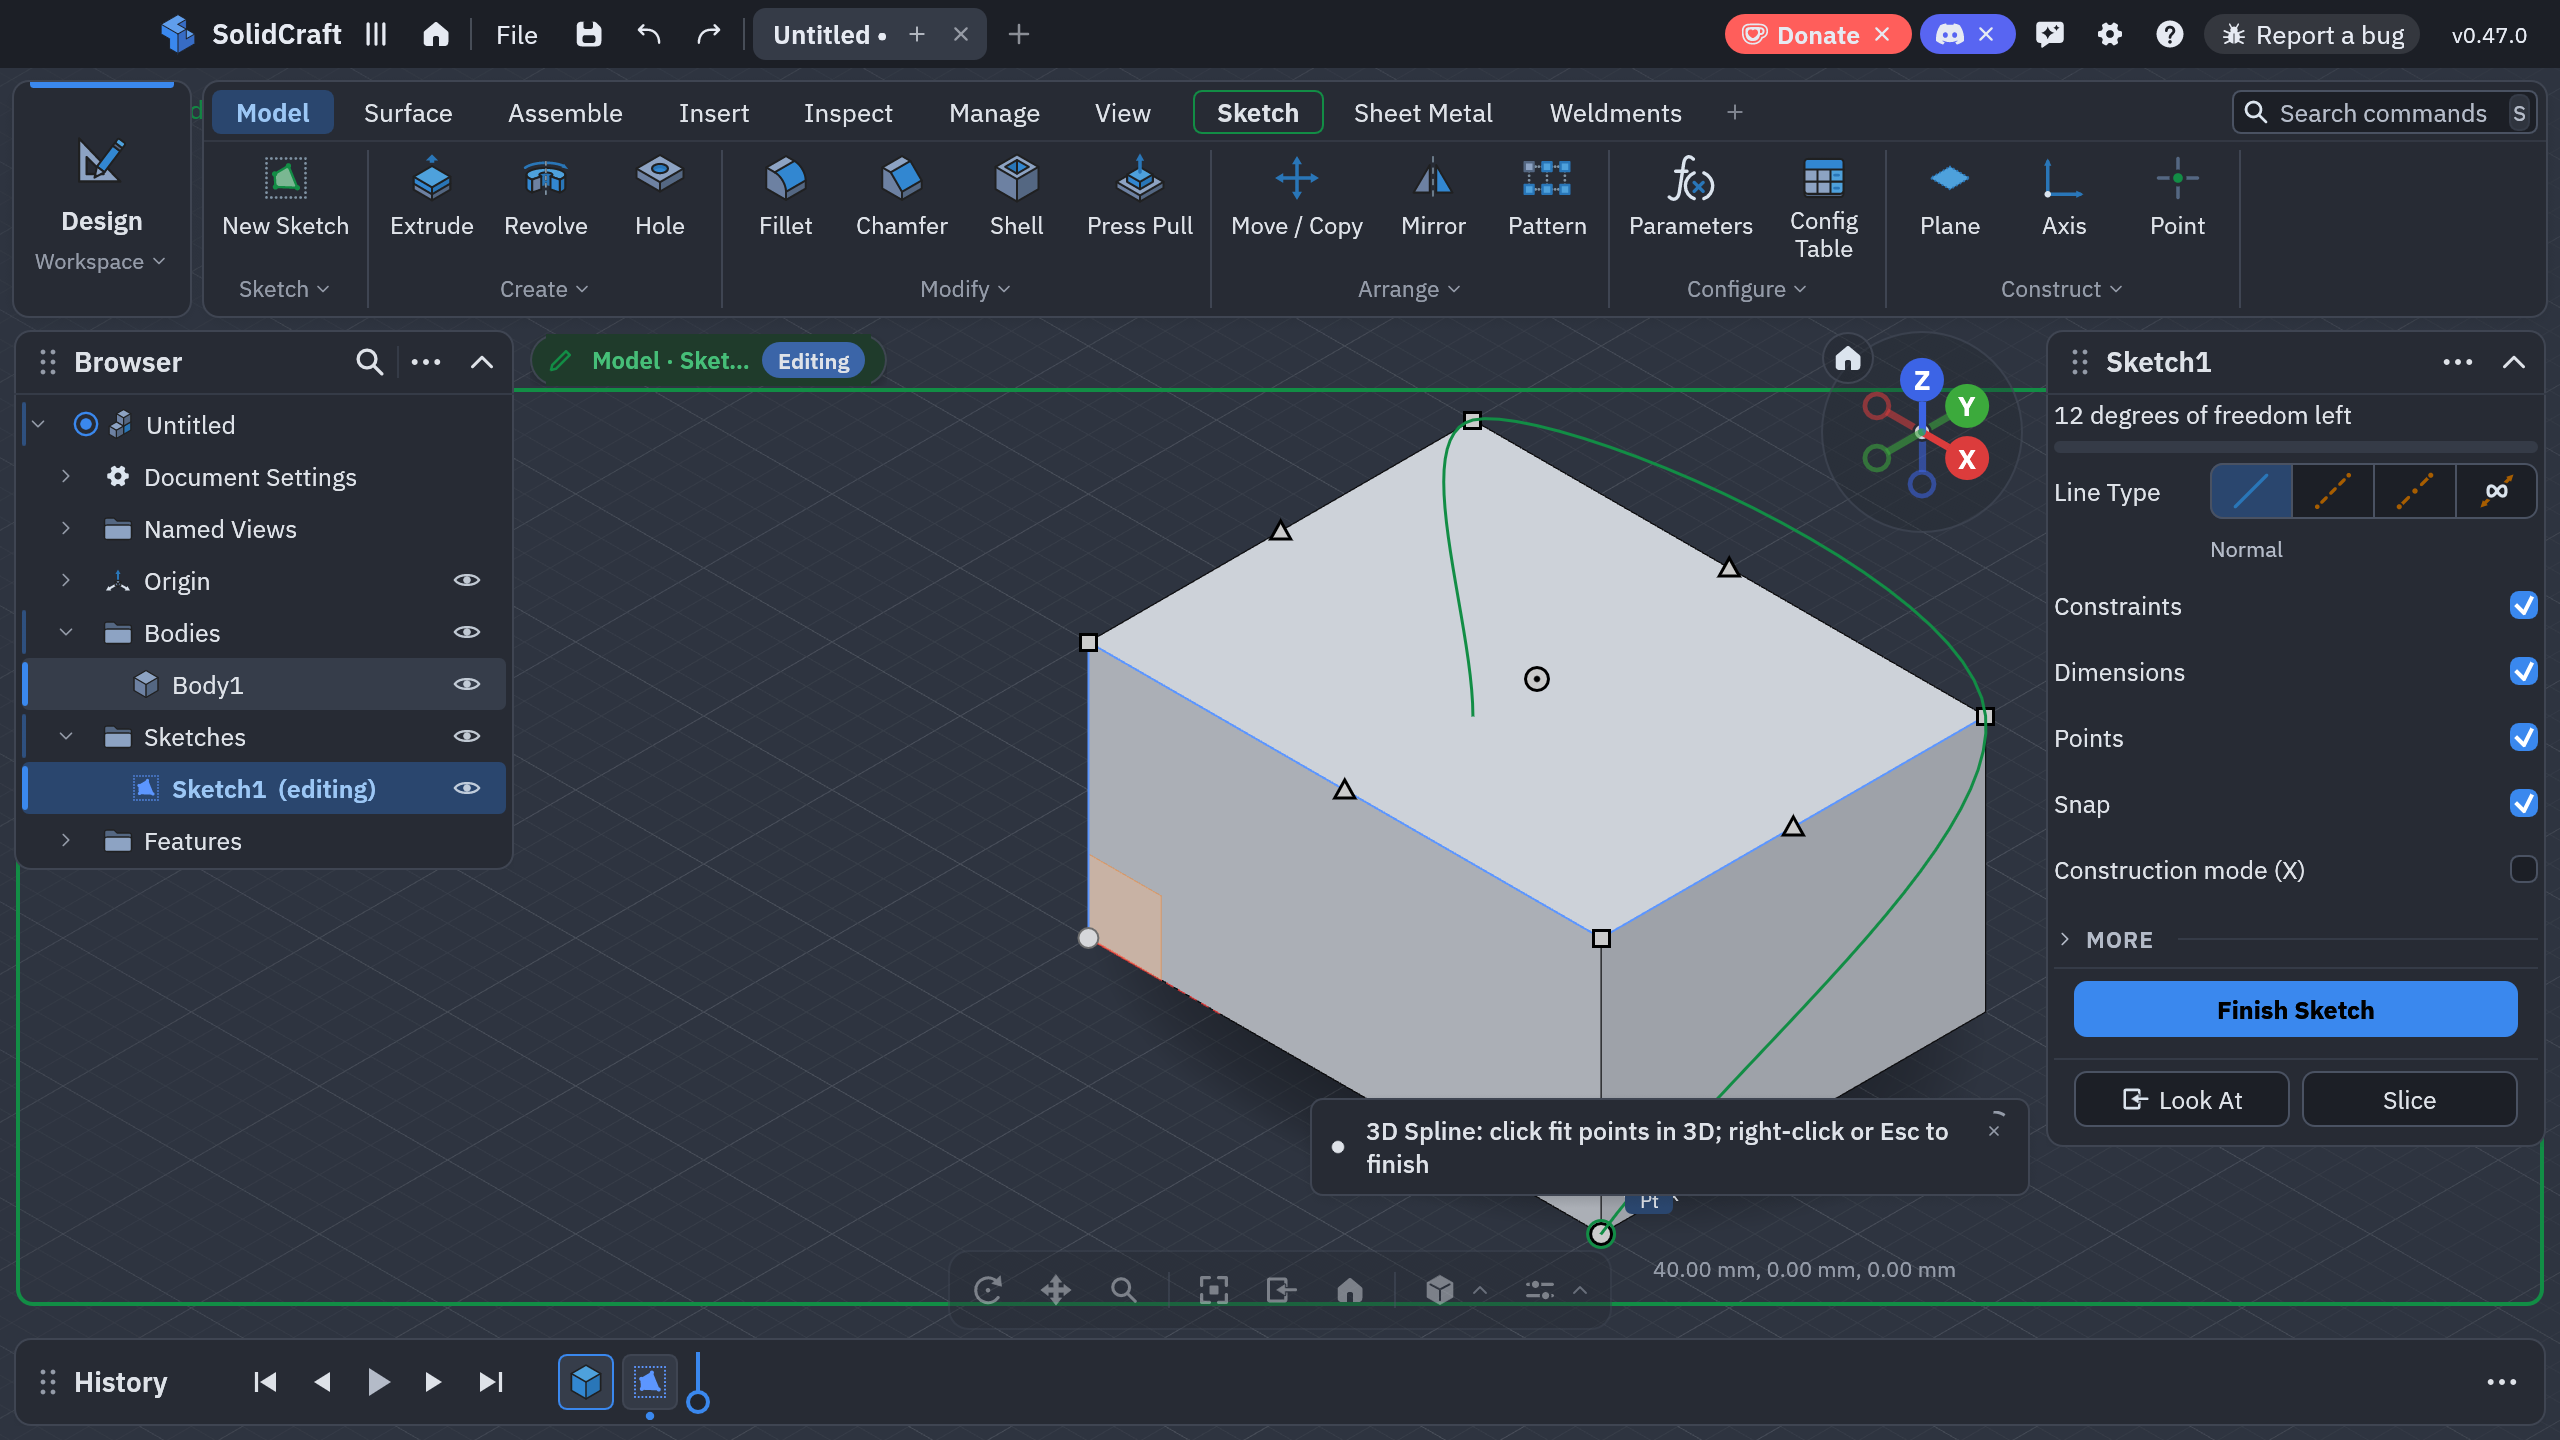 SolidCraft
File
Untitled •
Donate
Report a bug
v0.47.0
Design
Workspace
Model
Surface
Assemble
Insert
Inspect
Manage
View
Sketch
Sheet Metal
Weldments
Search commands
S
New Sketch
Extrude
Revolve
Hole
Fillet
Chamfer
Shell
Press Pull
Move / Copy
Mirror
Pattern
Parameters
Config
Table
Plane
Axis
Point
Sketch
Create
Modify
Arrange
Configure
Construct
Browser
Untitled
Document Settings
Named Views
Origin
Bodies
Body1
Sketches
Sketch1 (editing)
Features
Model · Sket...
Editing
Z
Y
X
Sketch1
12 degrees of freedom left
Line Type
Normal
Constraints
Dimensions
Points
Snap
Construction mode (X)
MORE
Finish Sketch
Look At
Slice
3D Spline: click fit points in 3D; right-click or Esc to
finish
Pt
40.00 mm, 0.00 mm, 0.00 mm
History